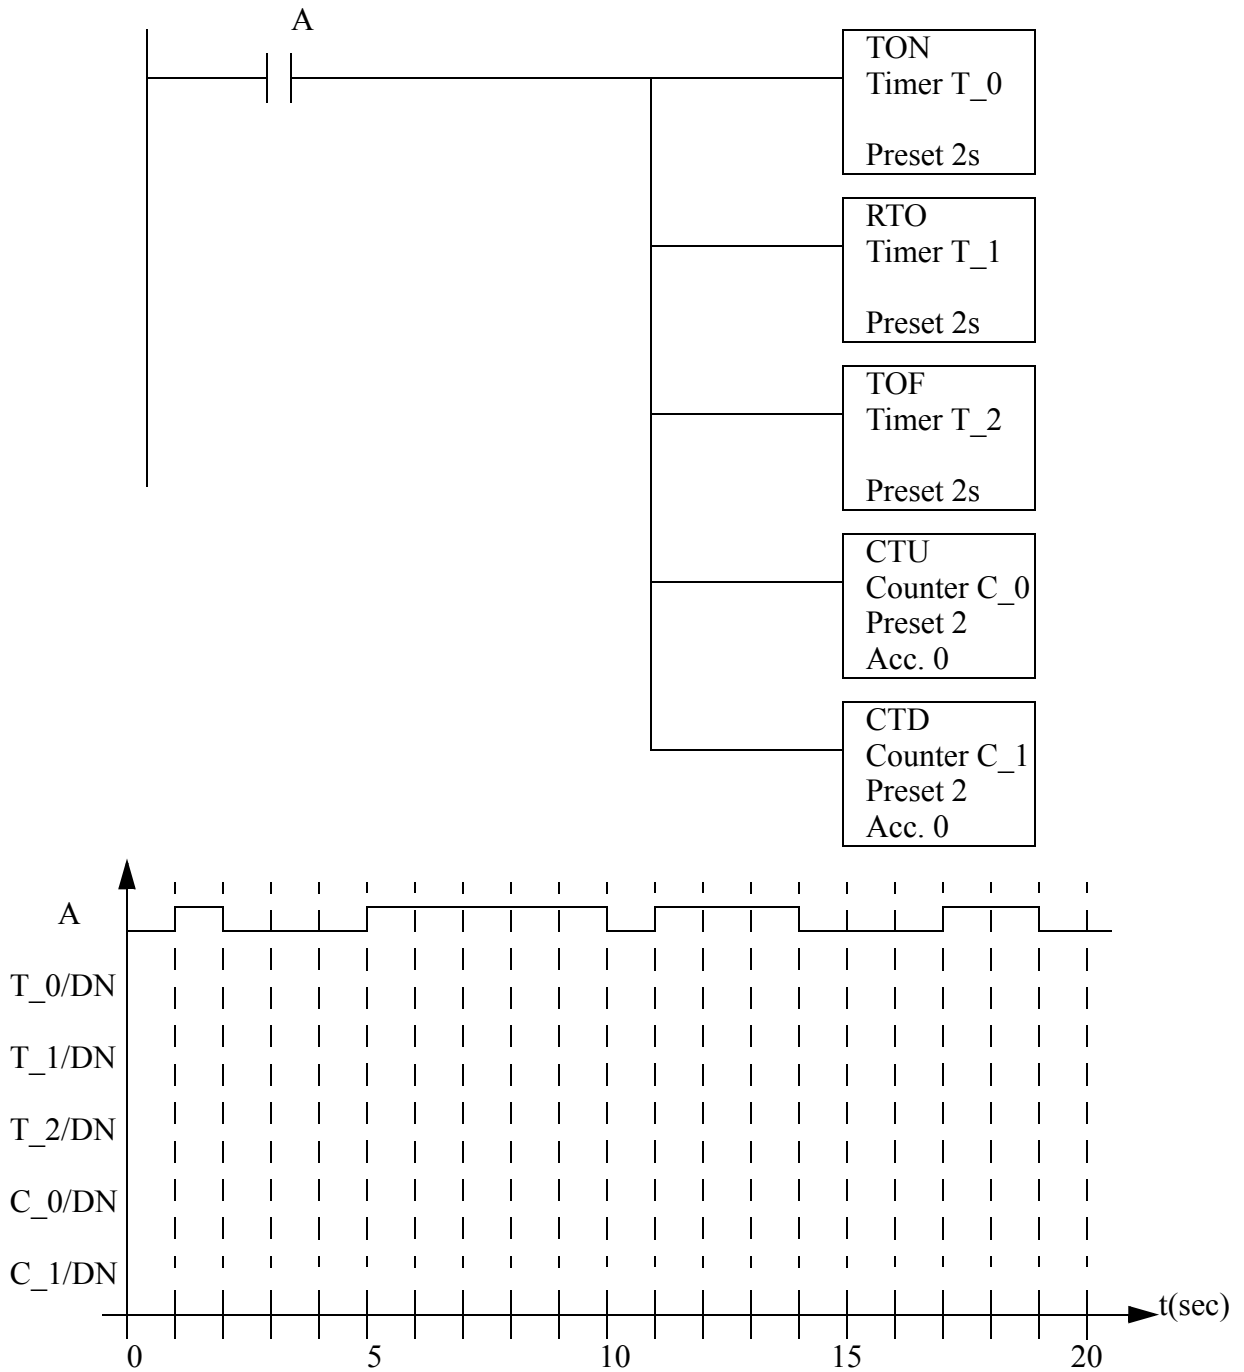 A
TON
Timer T_0
Preset 2s
RTO
Timer T_1
Preset 2s
TOF
Timer T_2
Preset 2s
CTU
Counter C_0
Preset 2
Acc. 0
CTD
Counter C_1
Preset 2
Acc. 0
A
T_0/DN
T_1/DN
T_2/DN
C_0/DN
C_1/DN
t(sec)
0 5 10 15 20